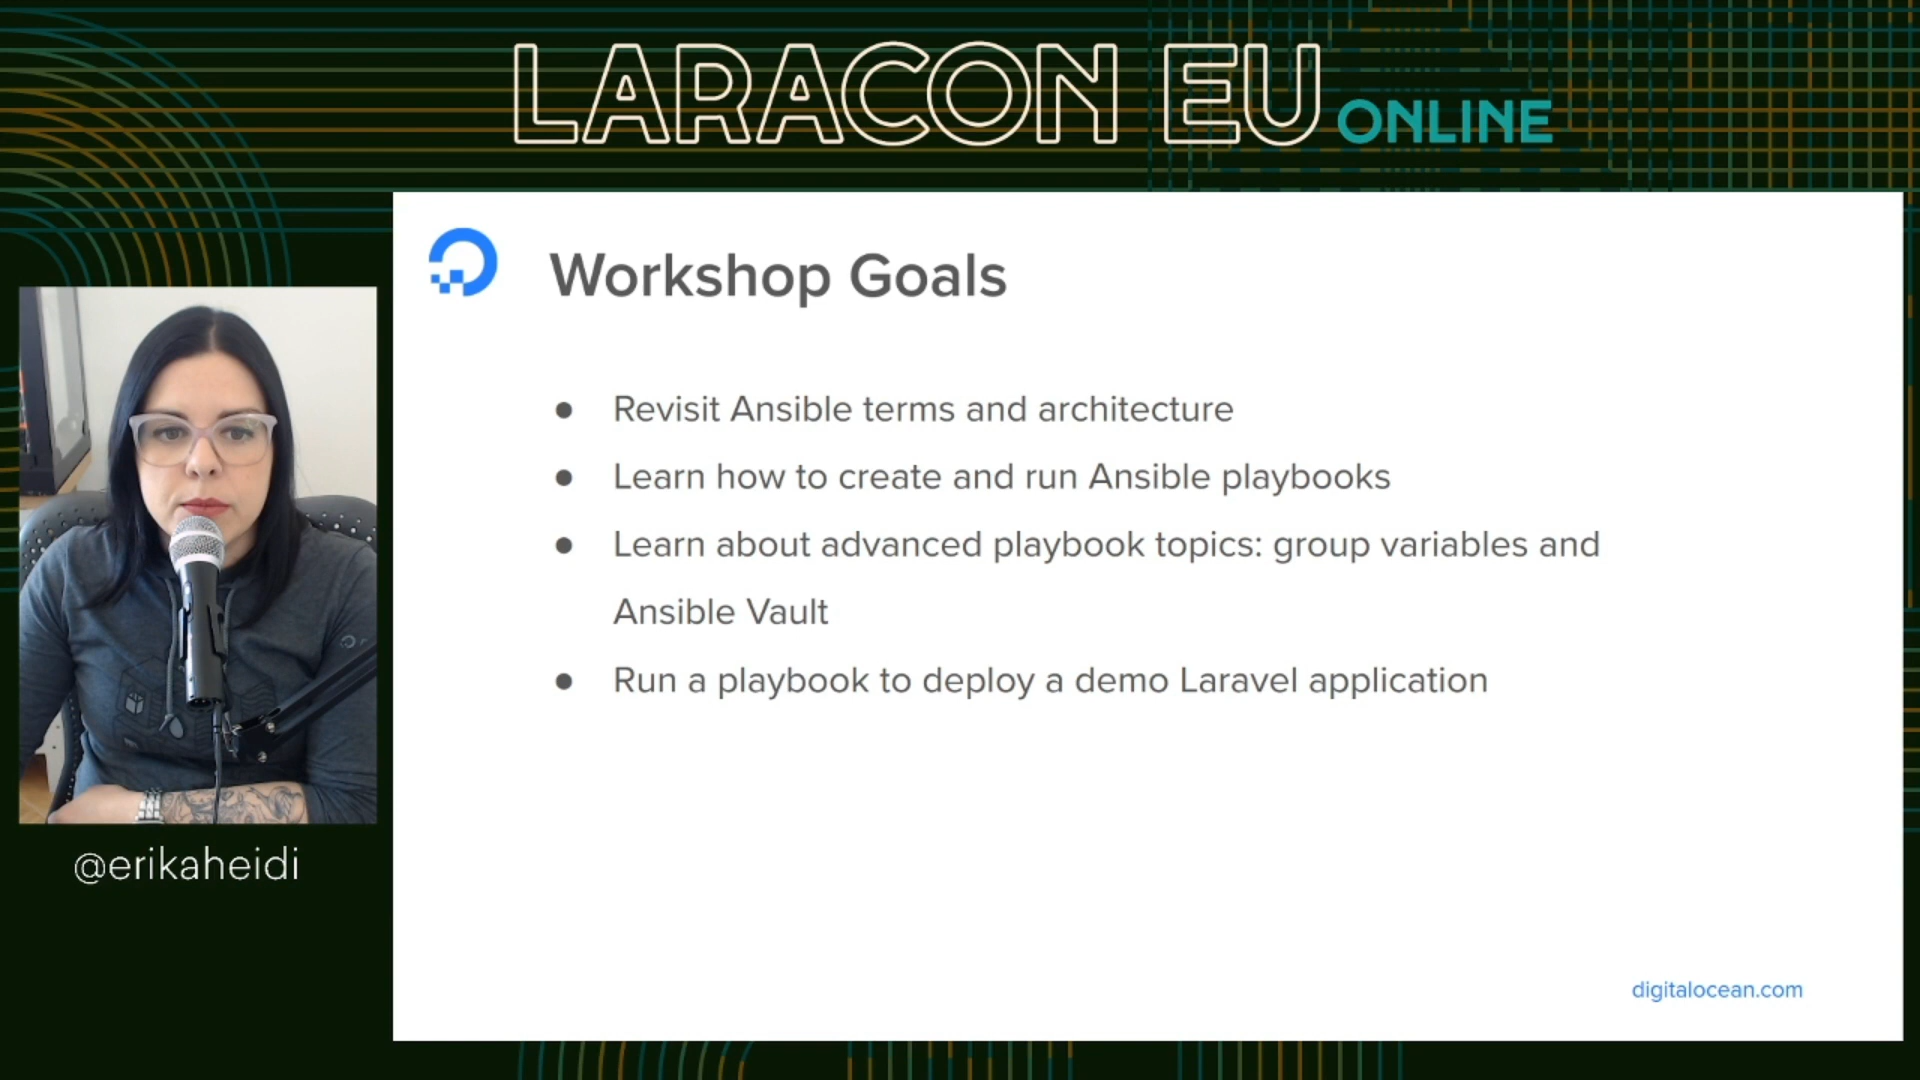 LARACON EU ONLINE
Workshop Goals
● Revisit Ansible terms and architecture
● Learn how to create and run Ansible playbooks
● Learn about advanced playbook topics: group variables and
Ansible Vault
● Run a playbook to deploy a demo Laravel application
@erikaheidi
digitalocean.com